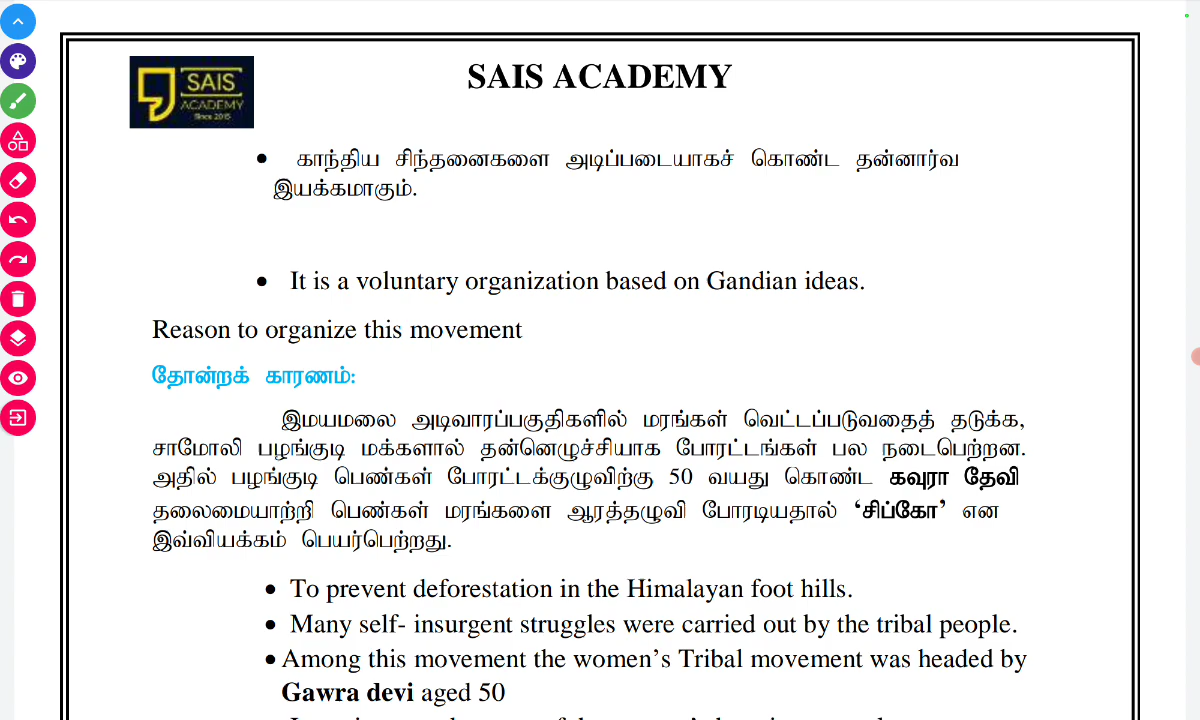 SAIS
ACADEMY
Since 2015
SAIS ACADEMY
• காந்திய சிந்தனைகளை அடிப்படையாகச் கொண்ட தன்னார்வ
இயக்கமாகும்.
• It is a voluntary organization based on Gandian ideas.
Reason to organize this movement
தோன்றக் காரணம்:
இமயமலை அடிவாரப்பகுதிகளில் மரங்கள் வெட்டப்படுவதைத் தடுக்க,
சாமோலி பழங்குடி மக்களால் தன்னெழுச்சியாக போரட்டங்கள் பல நடைபெற்றன.
அதில் பழங்குடி பெண்கள் போரட்டக்குழுவிற்கு 50 வயது கொண்ட கவுரா தேவி
தலைமையாற்றி பெண்கள் மரங்களை ஆரத்தழுவி போரடியதால் ‘சிப்கோ’ என
இவ்வியக்கம் பெயர்பெற்றது.
• To prevent deforestation in the Himalayan foot hills.
• Many self- insurgent struggles were carried out by the tribal people.
• Among this movement the women’s Tribal movement was headed by
Gawra devi aged 50